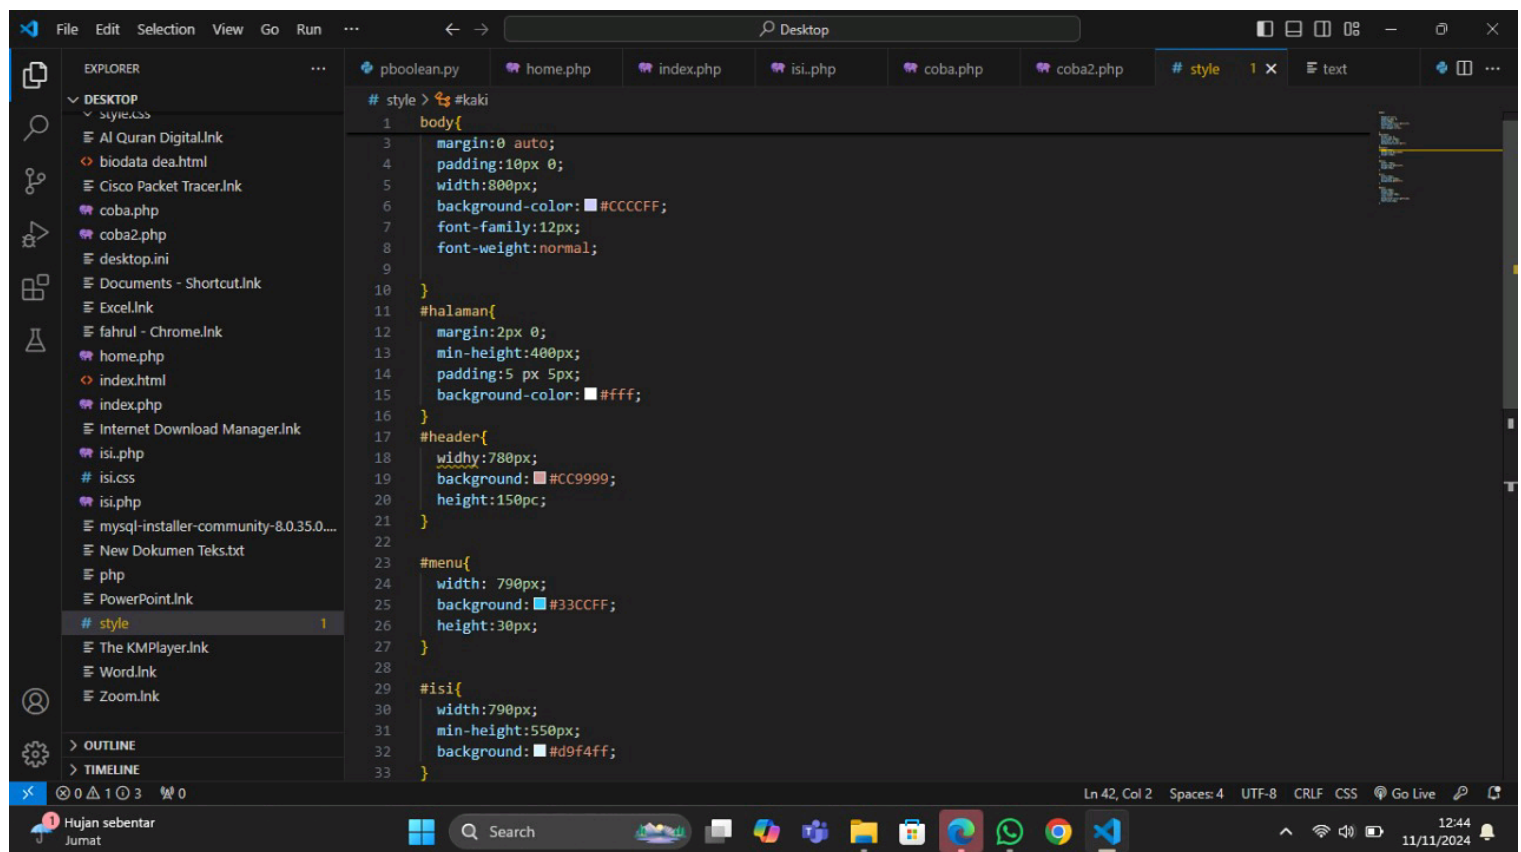 File Edit Selection View Go Run ··· Desktop
EXPLORER ···
pboolean.py home.php index.php isi..php coba.php coba2.php # style 1 text ···
DESKTOP
# style > #kaki
style.css
Al Quran Digital.lnk
biodata dea.html
Cisco Packet Tracer.lnk
coba.php
coba2.php
desktop.ini
Documents - Shortcut.lnk
Excel.lnk
fahrul - Chrome.lnk
home.php
index.html
index.php
Internet Download Manager.lnk
isi..php
# isi.css
isi.php
mysql-installer-community-8.0.35.0....
New Dokumen Teks.txt
php
PowerPoint.lnk
# style 1
The KMPlayer.lnk
Word.lnk
Zoom.lnk
OUTLINE
TIMELINE
1 body{
3 margin:0 auto;
4 padding:10px 0;
5 width:800px;
6 background-color: #CCCCFF;
7 font-family:12px;
8 font-weight:normal;
9
10 }
11 #halaman{
12 margin:2px 0;
13 min-height:400px;
14 padding:5 px 5px;
15 background-color: #fff;
16 }
17 #header{
18 widhy:780px;
19 background: #CC9999;
20 height:150pc;
21 }
22
23 #menu{
24 width: 790px;
25 background: #33CCFF;
26 height:30px;
27 }
28
29 #isi{
30 width:790px;
31 min-height:550px;
32 background: #d9f4ff;
33 }
0 1 3 0 Ln 42, Col 2 Spaces: 4 UTF-8 CRLF CSS Go Live
1 Hujan sebentar
Jumat
Search
12:44
11/11/2024